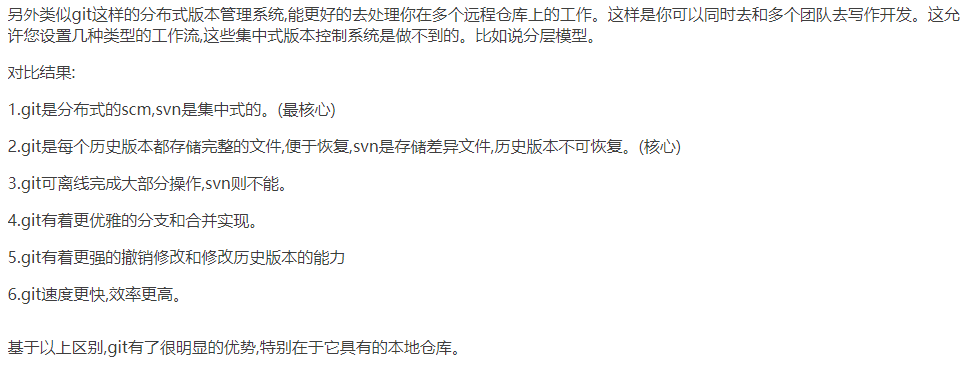 另外类似git这样的分布式版本管理系统,能更好的去处理你在多个远程仓库上的工作。这样是你可以同时去和多个团队去写作开发。这允
许您设置几种类型的工作流,这些集中式版本控制系统是做不到的。比如说分层模型。
对比结果:
1.git是分布式的scm,svn是集中式的。(最核心)
2.git是每个历史版本都存储完整的文件,便于恢复,svn是存储差异文件,历史版本不可恢复。(核心)
3.git可离线完成大部分操作,svn则不能。
4.git有着更优雅的分支和合并实现。
5.git有着更强的撤销修改和修改历史版本的能力
6.git速度更快,效率更高。
基于以上区别,git有了很明显的优势,特别在于它具有的本地仓库。